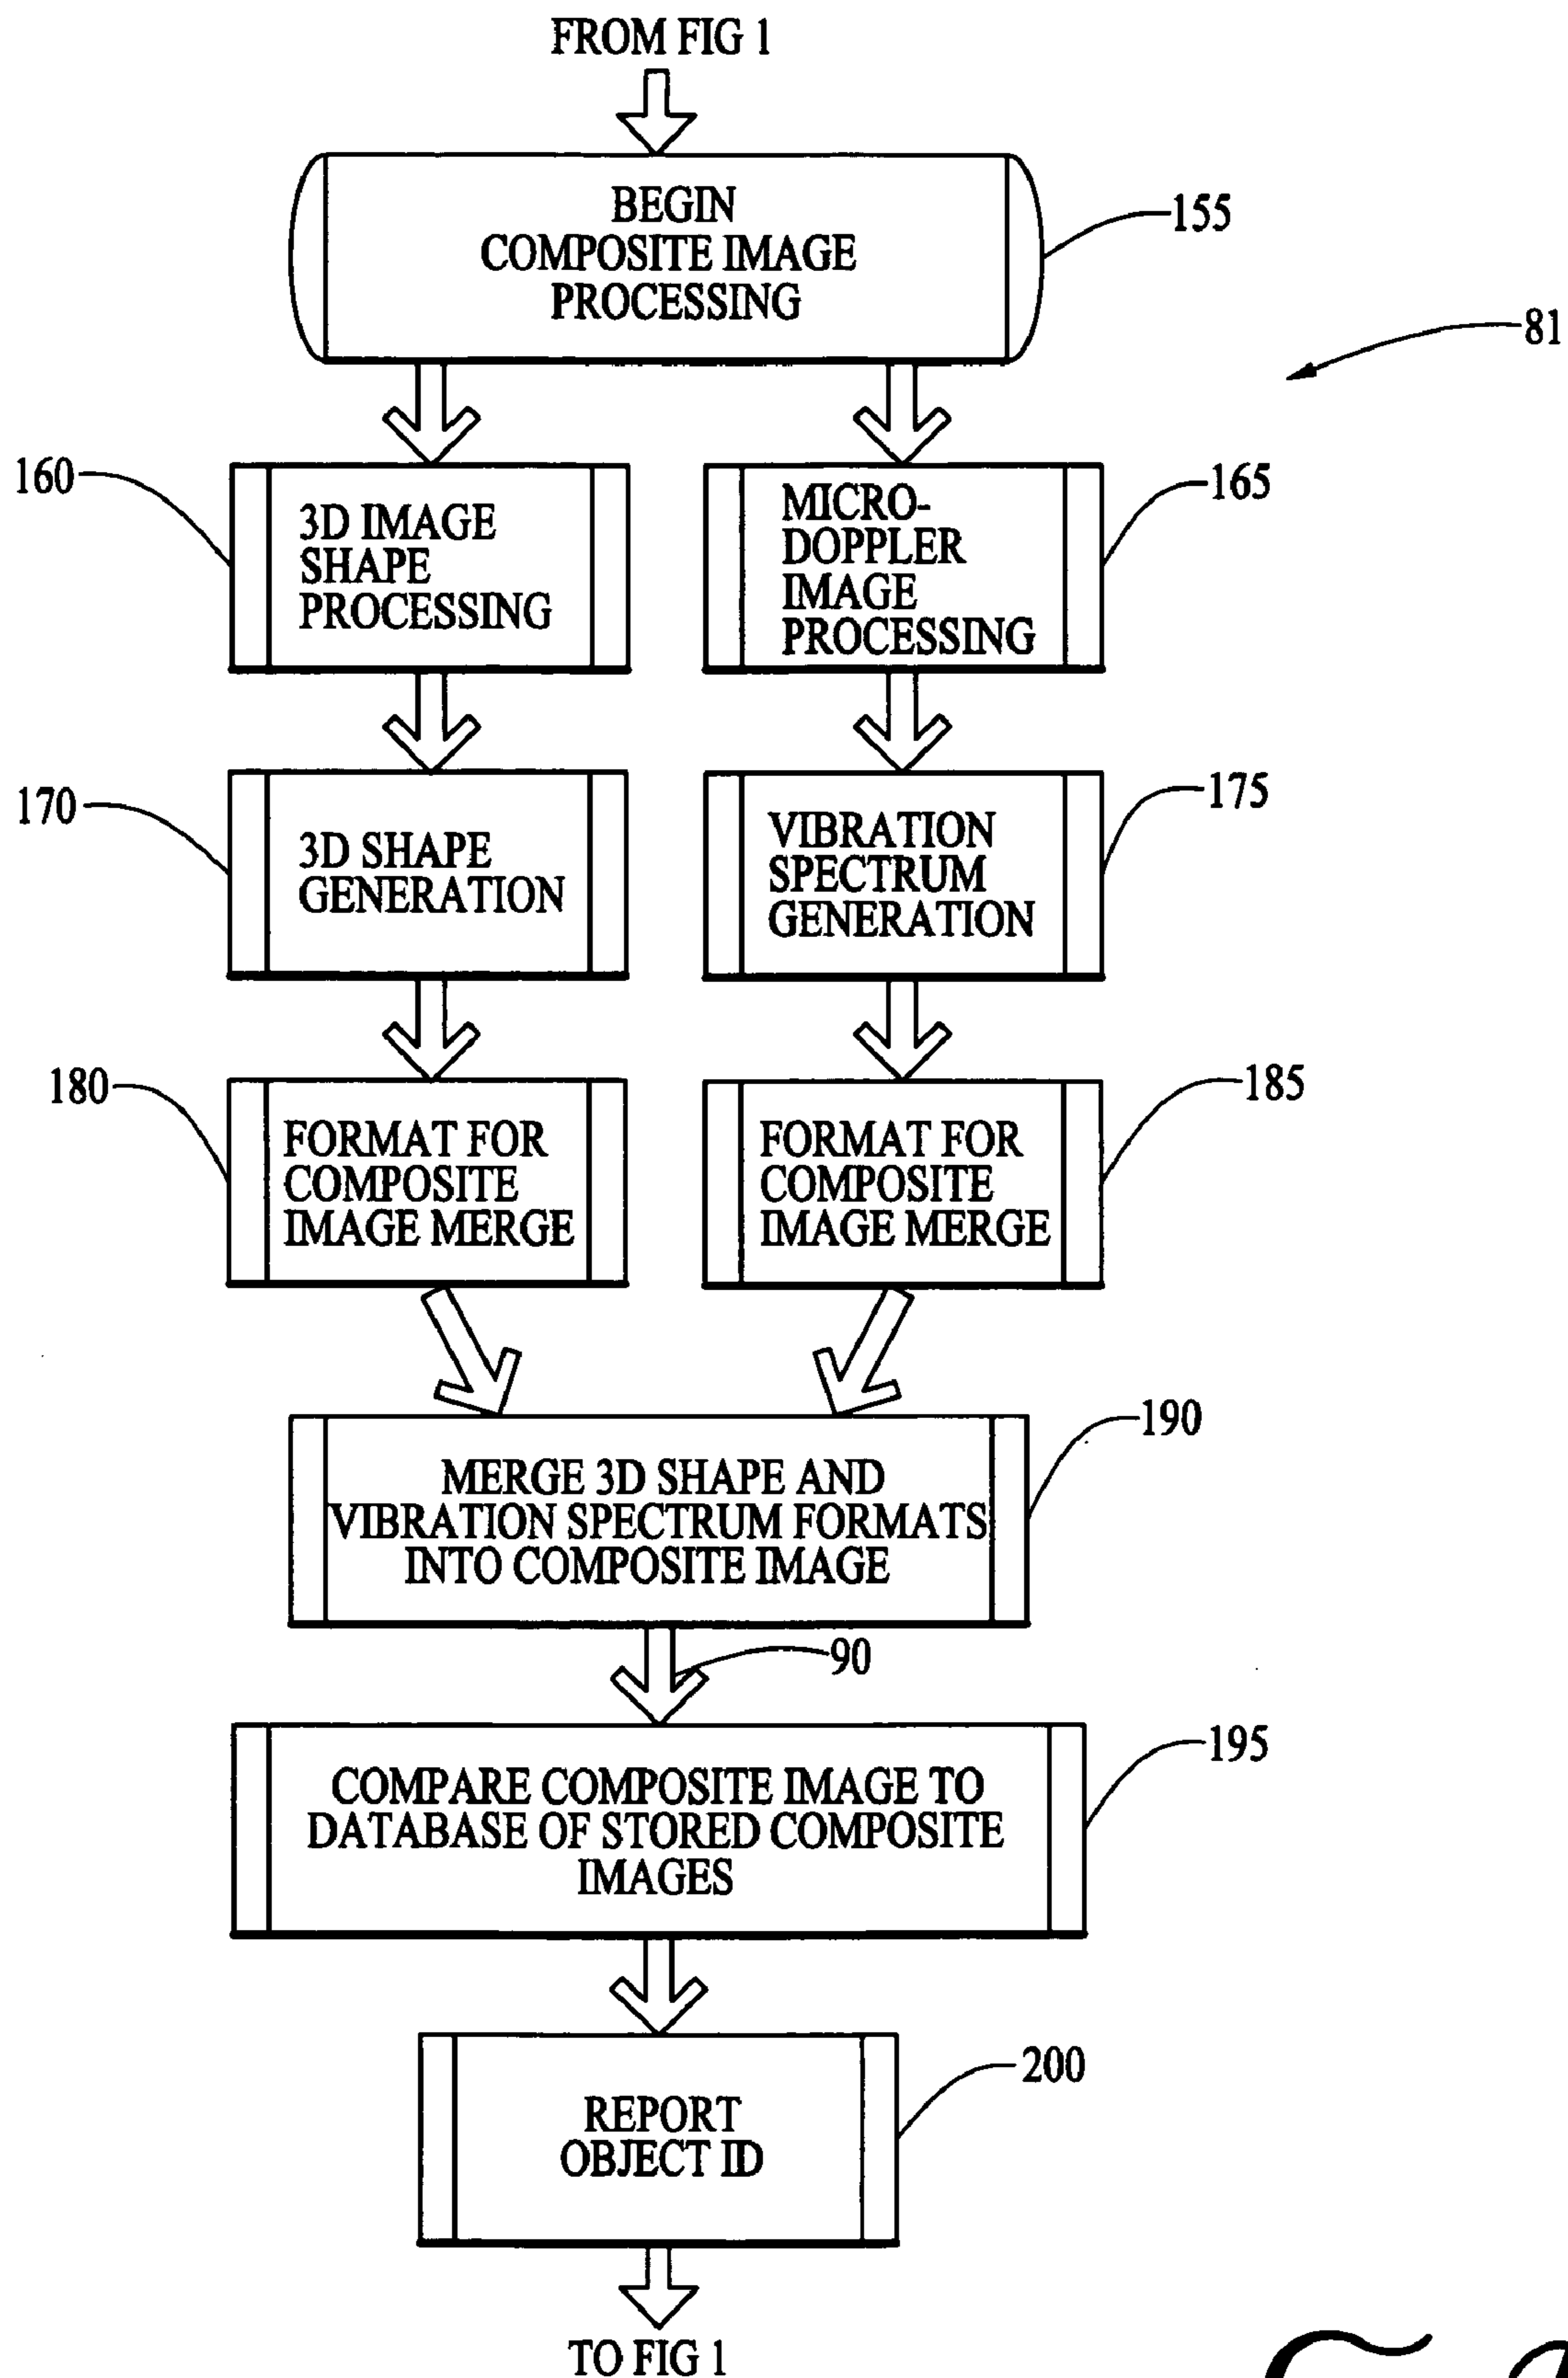 FROM FIG 1
BEGIN
COMPOSITE IMAGE
PROCESSING
155
81
160
3D IMAGE
SHAPE
PROCESSING
MICRO-
DOPPLER
IMAGE
PROCESSING
165
170
3D SHAPE
GENERATION
VIBRATION
SPECTRUM
GENERATION
175
180
FORMAT FOR
COMPOSITE
IMAGE MERGE
FORMAT FOR
COMPOSITE
IMAGE MERGE
185
190
MERGE 3D SHAPE AND
VIBRATION SPECTRUM FORMATS
INTO COMPOSITE IMAGE
90
195
COMPARE COMPOSITE IMAGE TO
DATABASE OF STORED COMPOSITE
IMAGES
200
REPORT
OBJECT ID
TO FIG 1